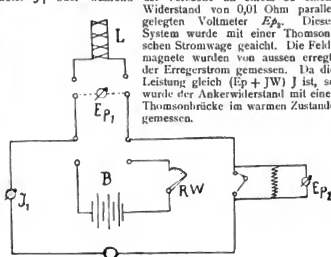 Widerstand von 0,01 Ohm parallel
gelegten Voltmeter Ep₂. Dieses
System wurde mit einer Thomson-
schen Stromwage geaicht. Die Feld-
magnete wurden von aussen erregt,
der Erregerstrom gemessen. Da die
Leistung gleich (Ep + JW) J ist, so
wurde der Ankerwiderstand mit einer
Thomsonbrücke im warmen Zustande
gemessen.
L
Ep₁
B
RW
J₁
Ep₂